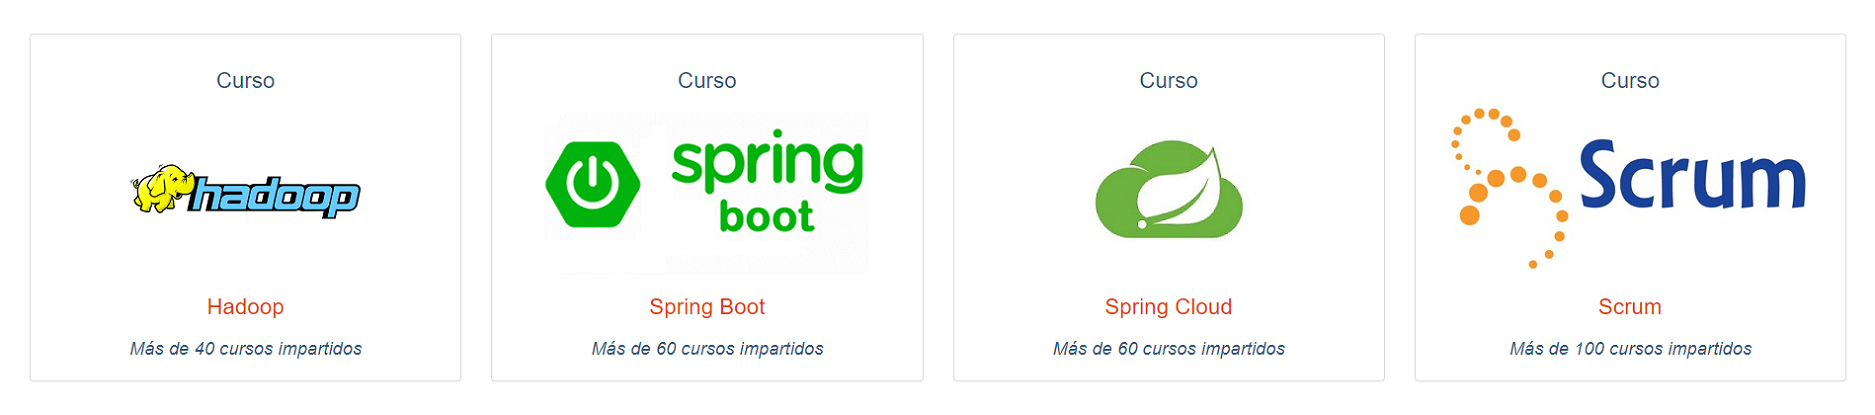 Curso
hadoop
Hadoop
Más de 40 cursos impartidos
Curso
spring
boot
Spring Boot
Más de 60 cursos impartidos
Curso
Spring Cloud
Más de 60 cursos impartidos
Curso
Scrum
Scrum
Más de 100 cursos impartidos